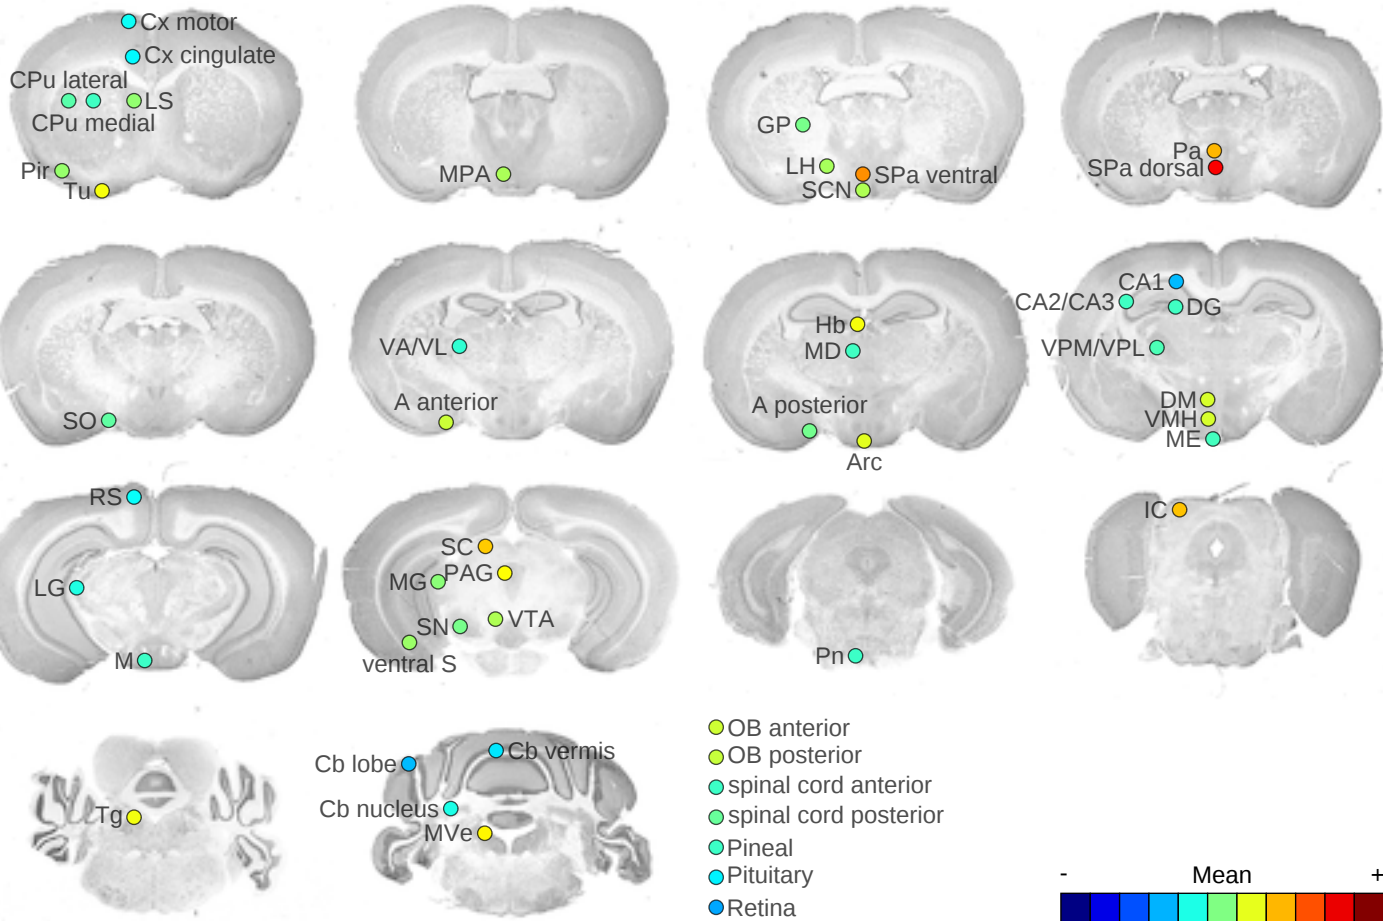 Cx motor
Cx cingulate
CPu lateral
LS
CPu medial
Pir
Tu
MPA
GP
LH
SPa ventral
SCN
Pa
SPa dorsal
SO
VA/VL
A anterior
Hb
MD
A posterior
Arc
CA1
CA2/CA3
DG
VPM/VPL
DM
VMH
ME
RS
LG
M
SC
PAG
MG
SN
VTA
ventral S
Pn
IC
Tg
Cb lobe
Cb vermis
Cb nucleus
MVe
OB anterior
OB posterior
spinal cord anterior
spinal cord posterior
Pineal
Pituitary
Retina
- Mean +